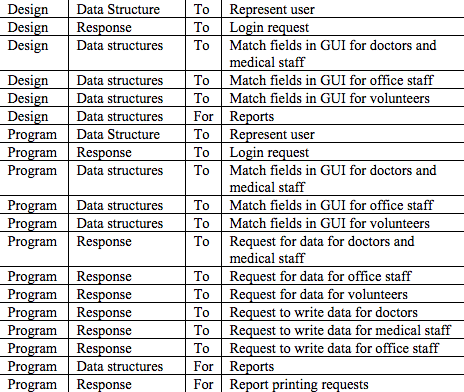 Design Data Structure To Represent user
Design Response To Login request
Design Data structures To Match fields in GUI for doctors and
medical staff
Design Data structures To Match fields in GUI for office staff
Design Data structures To Match fields in GUI for volunteers
Design Data structures For Reports
Program Data Structure To Represent user
Program Response To Login request
Program Data structures To Match fields in GUI for doctors and
medical staff
Program Data structures To Match fields in GUI for office staff
Program Data structures To Match fields in GUI for volunteers
Program Response To Request for data for doctors and
medical staff
Program Response To Request for data for office staff
Program Response To Request for data for volunteers
Program Response To Request to write data for doctors
Program Response To Request to write data for medical staff
Program Response To Request to write data for office staff
Program Data structures For Reports
Program Response For Report printing requests